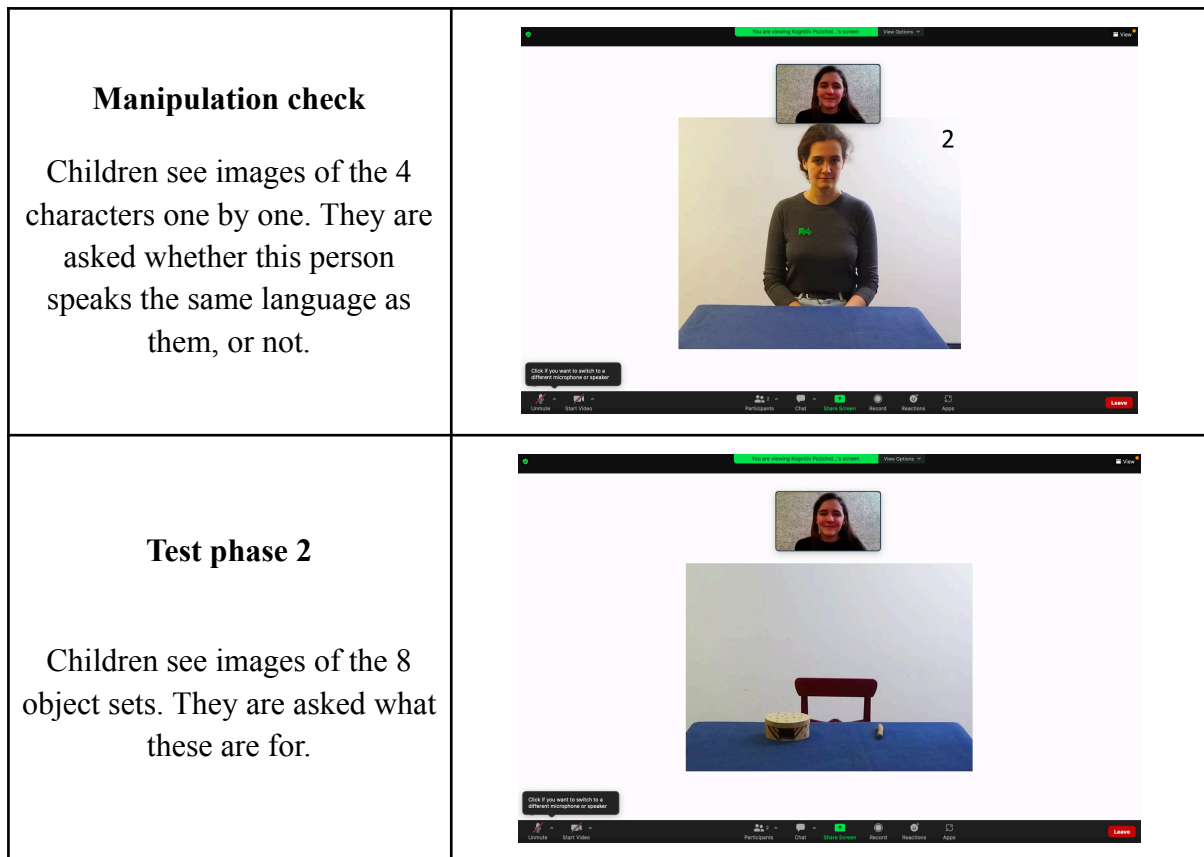 Manipulation check
Children see images of the 4
characters one by one. They are
asked whether this person
speaks the same language as
them, or not.
You are viewing Kognitív Pszichol...'s screen
View Options
View
2
Click if you want to switch to a
different microphone or speaker
Unmute
Start Video
Participants
2
Chat
Share Screen
Record
Reactions
Apps
Leave
Test phase 2
Children see images of the 8
object sets. They are asked what
these are for.
You are viewing Kognitív Pszichol...'s screen
View Options
View
Click if you want to switch to a
different microphone or speaker
Unmute
Start Video
Participants
2
Chat
Share Screen
Record
Reactions
Apps
Leave